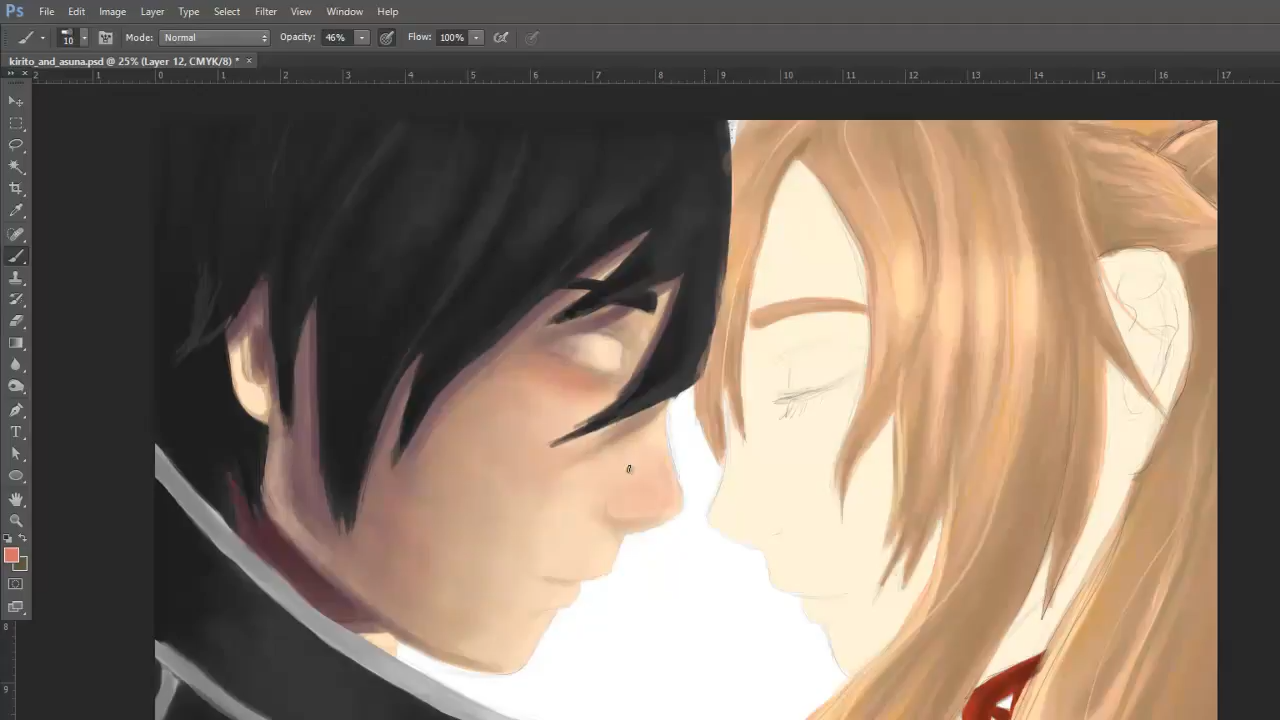 Ps File Edit Image Layer Type Select Filter View Window Help
10 Mode: Normal Opacity: 46% Flow: 100%
kirito_and_asuna.psd @ 25% (Layer 12, CMYK/8) * ×
2 1 0 1 2 3 4 5 6 7 8 9 10 11 12 13 14 15 16 17
T
8
9